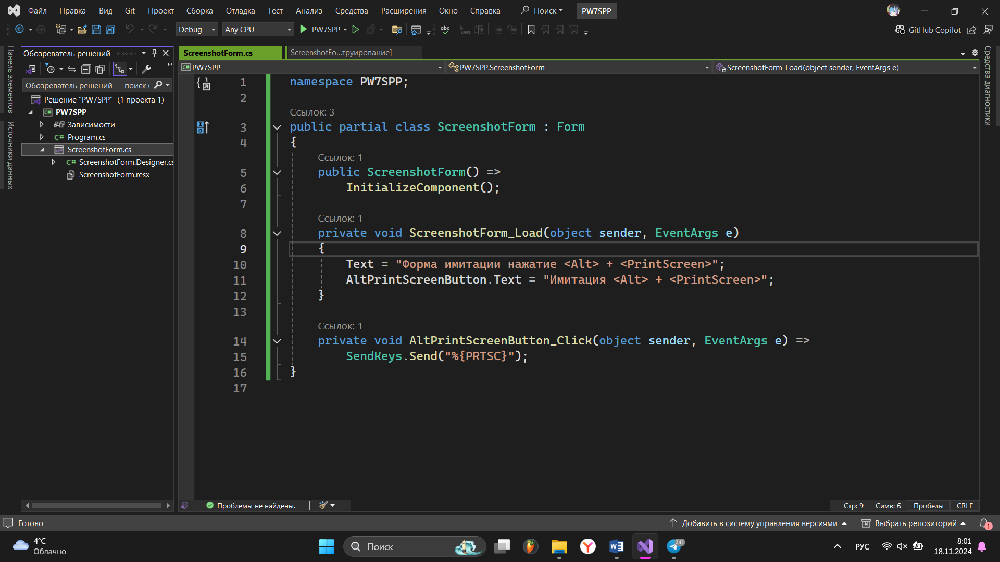 Файл Правка Вид Git Проект Сборка Отладка Тест Анализ Средства Расширения Окно Справка Поиск PW7SPP
Debug Any CPU PW7SPP abc GitHub Copilot
Панель элементов
Источники данных
Обозреватель решений
Обозреватель решений — поиск (
Решение "PW7SPP" (1 проекта 1)
C# PW7SPP
Зависимости
C# Program.cs
ScreenshotForm.cs
C# ScreenshotForm.Designer.cs
ScreenshotForm.resx
ScreenshotForm.cs ScreenshotFo...труирование]
C# PW7SPP PW7SPP.ScreenshotForm ScreenshotForm_Load(object sender, EventArgs e)
1 namespace PW7SPP;
2
Ссылок: 3
3 public partial class ScreenshotForm : Form
4 {
Ссылок: 1
5 public ScreenshotForm() =>
6 InitializeComponent();
7
Ссылок: 1
8 private void ScreenshotForm_Load(object sender, EventArgs e)
9 {
10 Text = "Форма имитации нажатие <Alt> + <PrintScreen>";
11 AltPrintScreenButton.Text = "Имитация <Alt> + <PrintScreen>";
12 }
13
Ссылок: 1
14 private void AltPrintScreenButton_Click(object sender, EventArgs e) =>
15 SendKeys.Send("%{PRTSC}");
16 }
17
Средства диагностики
Проблемы не найдены. Стр: 9 Симв: 6 Пробелы CRLF
Готово Добавить в систему управления версиями Выбрать репозиторий 1
4°C
Облачно
Поиск
241
РУС
8:01
18.11.2024